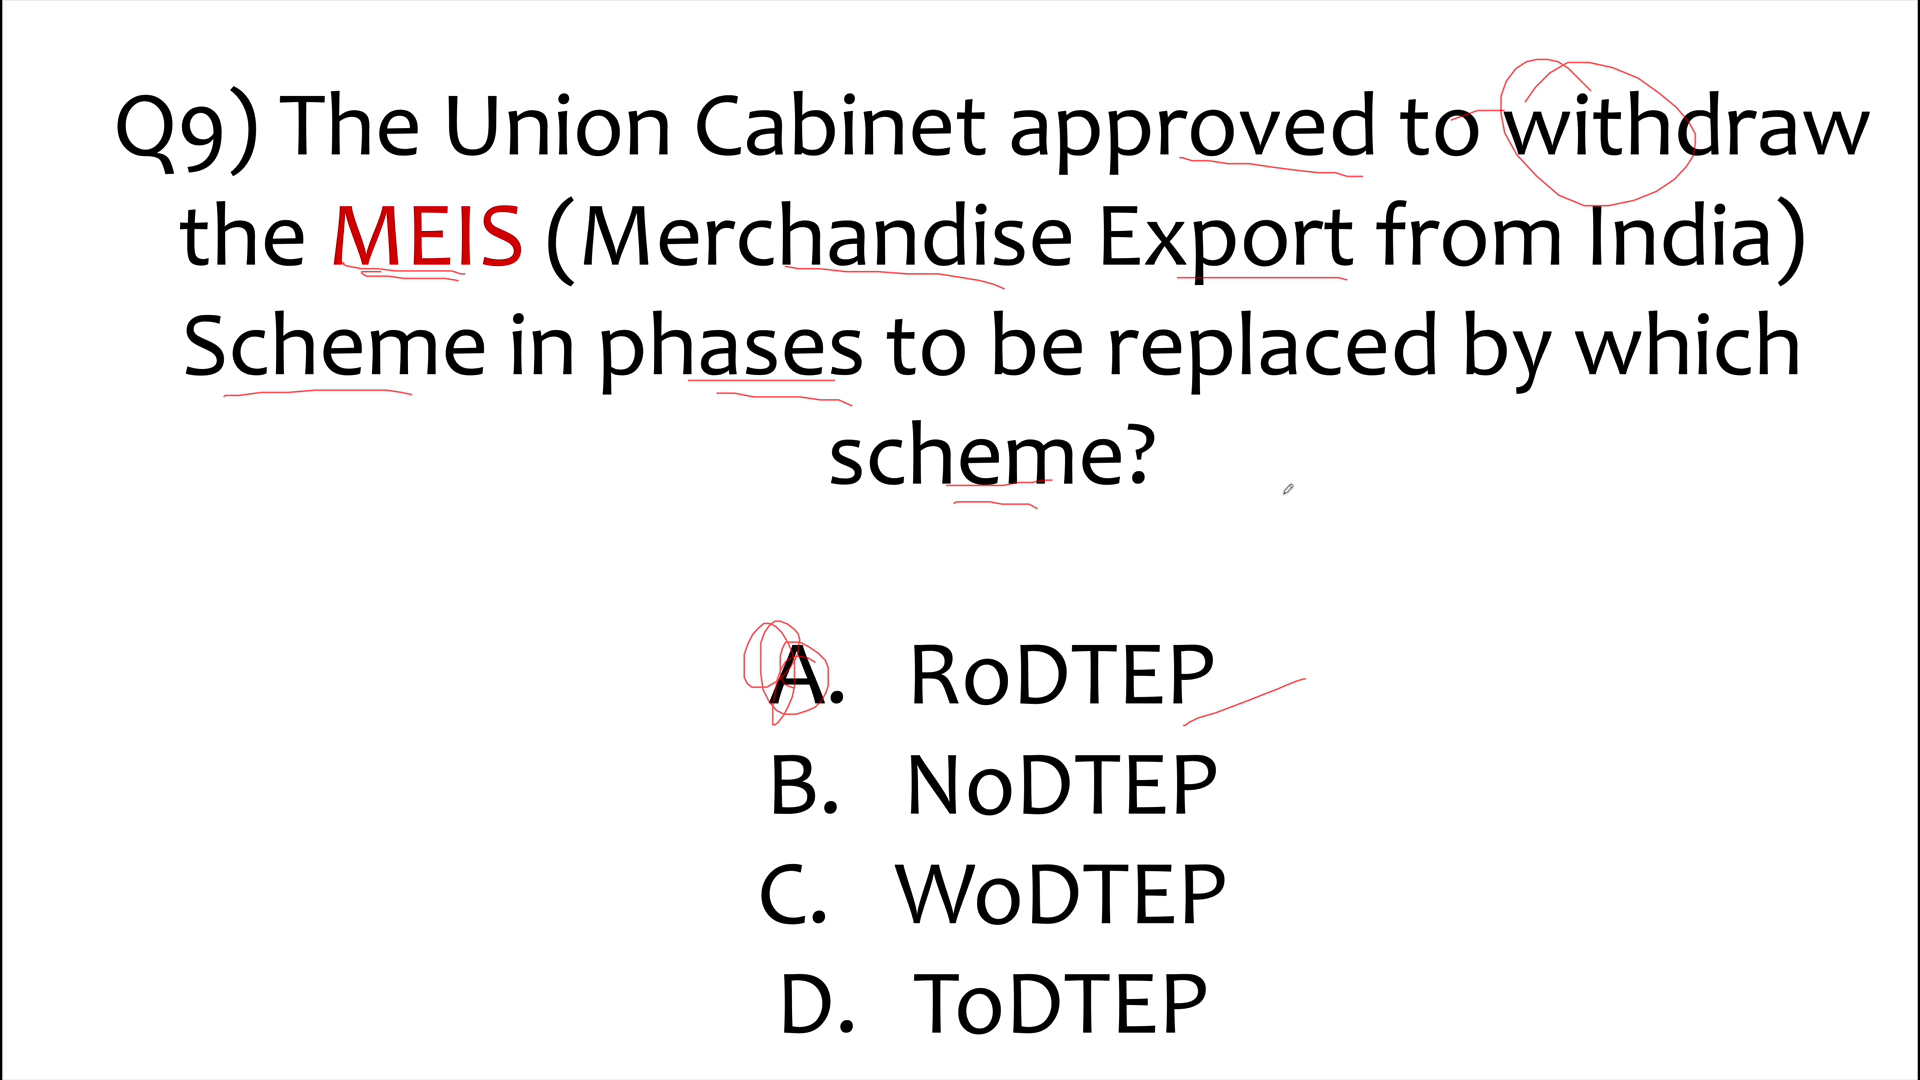 Q9) The Union Cabinet approved to withdraw
the MEIS (Merchandise Export from India)
Scheme in phases to be replaced by which
scheme?
A. RoDTEP
B. NoDTEP
C. WoDTEP
D. ToDTEP